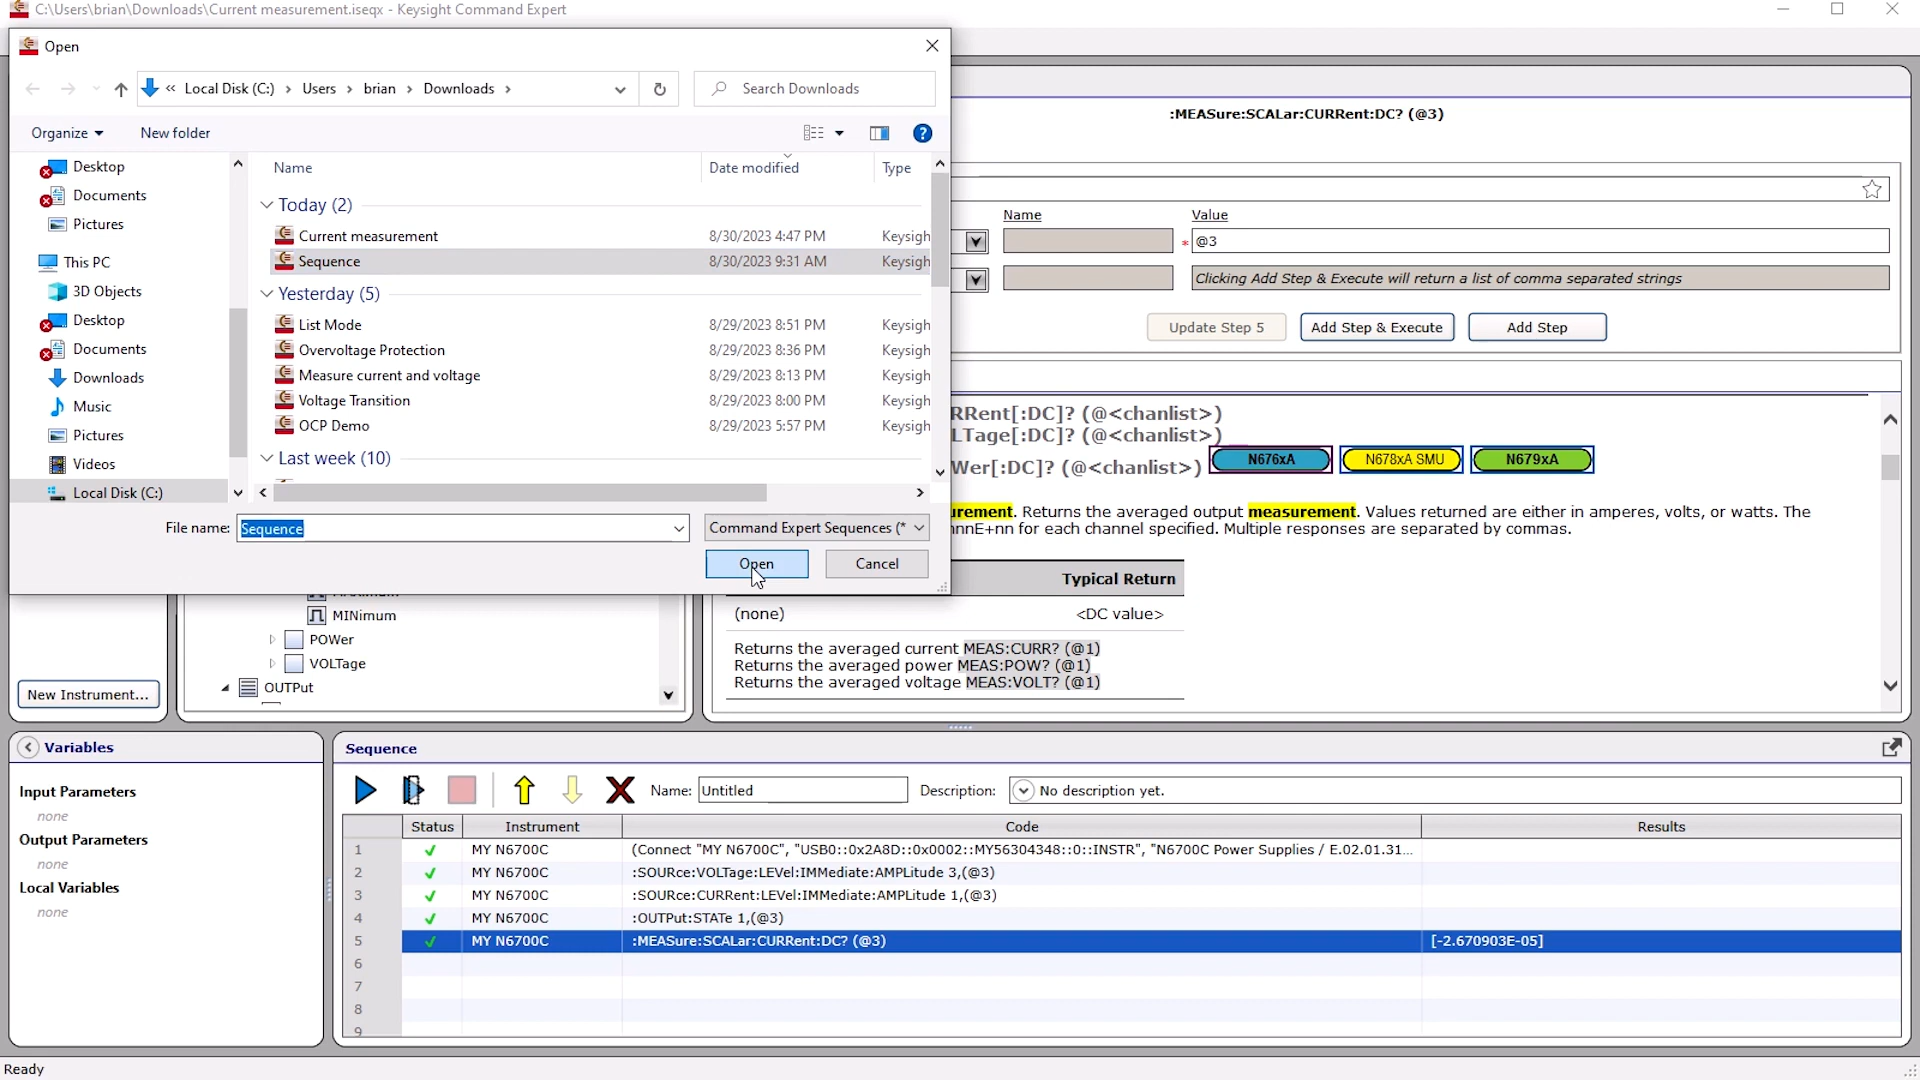 C:\Users\brian\Downloads\Current measurement.iseqx - Keysight Command Expert
Open
« Local Disk (C:) › Users › brian › Downloads ›
Search Downloads
Organize
New folder
Desktop
Documents
Pictures
This PC
3D Objects
Desktop
Documents
Downloads
Music
Pictures
Videos
Local Disk (C:)
Name Date modified Type
Today (2)
Current measurement 8/30/2023 4:47 PM Keysigh
Sequence 8/30/2023 9:31 AM Keysigh
Yesterday (5)
List Mode 8/29/2023 8:51 PM Keysigh
Overvoltage Protection 8/29/2023 8:36 PM Keysigh
Measure current and voltage 8/29/2023 8:13 PM Keysigh
Voltage Transition 8/29/2023 8:00 PM Keysigh
OCP Demo 8/29/2023 5:57 PM Keysigh
Last week (10)
File name: Sequence
Command Expert Sequences (*
Open
Cancel
:MEASure:SCALar:CURRent:DC? (@3)
Name Value
* @3
Clicking Add Step & Execute will return a list of comma separated strings
Update Step 5
Add Step & Execute
Add Step
RRent[:DC]? (@<chanlist>)
LTage[:DC]? (@<chanlist>)
Wer[:DC]? (@<chanlist>) N676xA N678xA SMU N679xA
urement. Returns the averaged output measurement. Values returned are either in amperes, volts, or watts. The
nnE+nn for each channel specified. Multiple responses are separated by commas.
Typical Return
(none) <DC value>
Returns the averaged current MEAS:CURR? (@1)
Returns the averaged power MEAS:POW? (@1)
Returns the averaged voltage MEAS:VOLT? (@1)
MINimum
POWer
VOLTage
OUTPut
New Instrument...
Variables
Input Parameters
none
Output Parameters
none
Local Variables
none
Sequence
Name: Untitled Description: No description yet.
Status Instrument Code Results
1 MY N6700C (Connect "MY N6700C", "USB0::0x2A8D::0x0002::MY56304348::0::INSTR", "N6700C Power Supplies / E.02.01.31...
2 MY N6700C :SOURce:VOLTage:LEVel:IMMediate:AMPLitude 3,(@3)
3 MY N6700C :SOURce:CURRent:LEVel:IMMediate:AMPLitude 1,(@3)
4 MY N6700C :OUTPut:STATe 1,(@3)
5 MY N6700C :MEASure:SCALar:CURRent:DC? (@3) [-2.670903E-05]
6
7
8
9
Ready